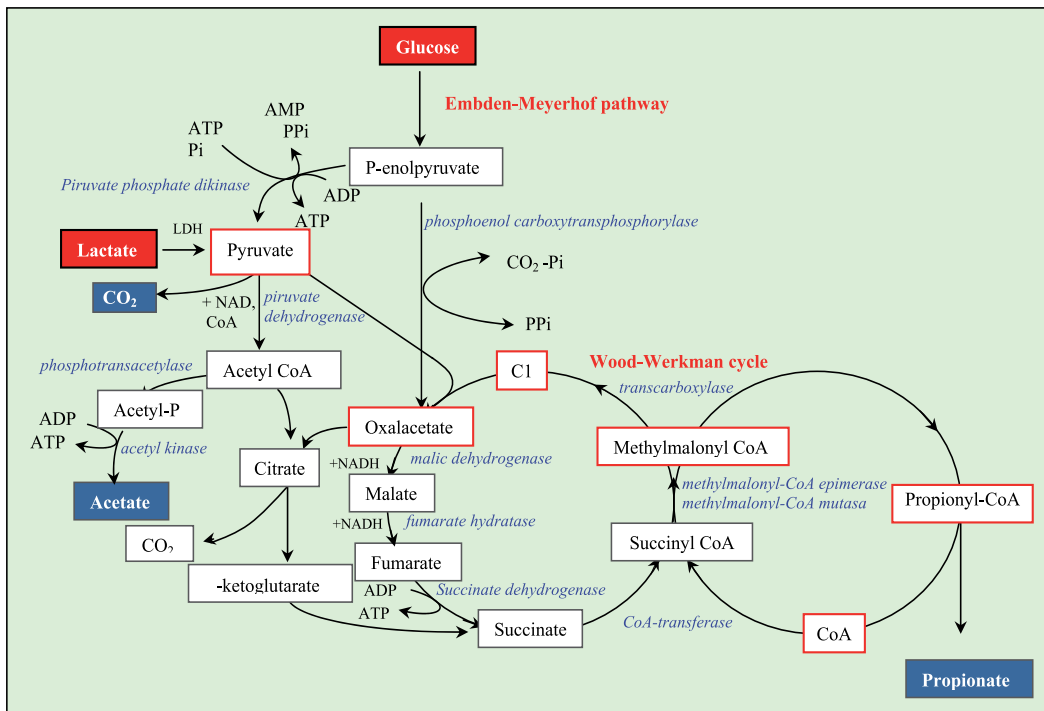 Glucose
Embden-Meyerhof pathway
AMP
PPi
ATP
Pi
P-enolpyruvate
Piruvate phosphate dikinase
ADP
ATP
phosphoenol carboxytransphosphorylase
LDH
Lactate
Pyruvate
CO₂ -Pi
CO₂
+ NAD,
CoA
piruvate
dehydrogenase
PPi
Wood-Werkman cycle
phosphotransacetylase
Acetyl CoA
C1
transcarboxylase
Acetyl-P
ADP
ATP
acetyl kinase
Oxalacetate
Methylmalonyl CoA
Citrate
+NADH
malic dehydrogenase
Acetate
Malate
methylmalonyl-CoA epimerase
methylmalonyl-CoA mutasa
Propionyl-CoA
+NADH
fumarate hydratase
CO₂
Succinyl CoA
Fumarate
-ketoglutarate
ADP
ATP
Succinate dehydrogenase
Succinate
CoA-transferase
CoA
Propionate